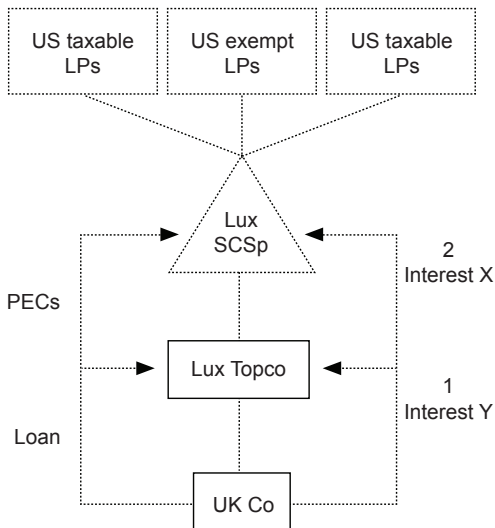 US taxable
LPs
US exempt
LPs
US taxable
LPs
Lux
SCSp
PECs
2
Interest X
Lux Topco
Loan
1
Interest Y
UK Co